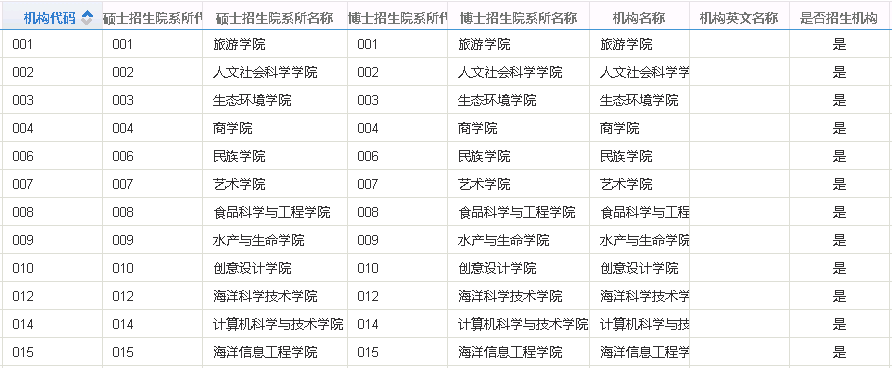 机构代码 硕士招生院系所代 硕士招生院系所名称 博士招生院系所代 博士招生院系所名称 机构名称 机构英文名称 是否招生机构
001 001 旅游学院 001 旅游学院 旅游学院 是
002 002 人文社会科学学院 002 人文社会科学学院 人文社会科学 是
003 003 生态环境学院 003 生态环境学院 生态环境学院 是
004 004 商学院 004 商学院 商学院 是
006 006 民族学院 006 民族学院 民族学院 是
007 007 艺术学院 007 艺术学院 艺术学院 是
008 008 食品科学与工程学院 008 食品科学与工程学院 食品科学与工程 是
009 009 水产与生命学院 009 水产与生命学院 水产与生命学院 是
010 010 创意设计学院 010 创意设计学院 创意设计学院 是
012 012 海洋科学技术学院 012 海洋科学技术学院 海洋科学技术 是
014 014 计算机科学与技术学院 014 计算机科学与技术学院 计算机科学与 是
015 015 海洋信息工程学院 015 海洋信息工程学院 海洋信息工程 是